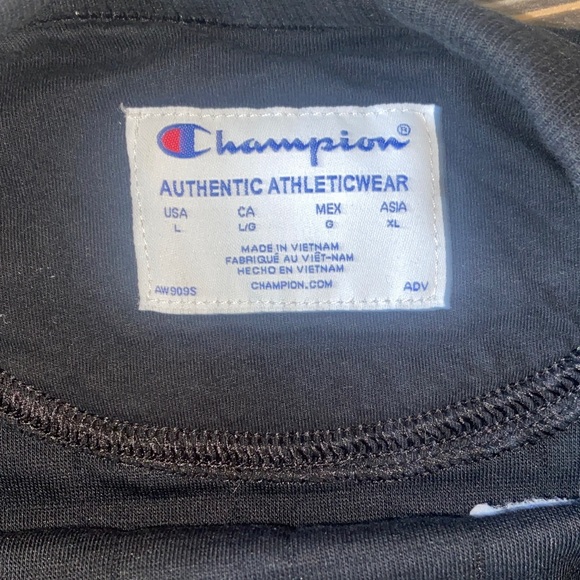 Champion®
AUTHENTIC ATHLETICWEAR
USA CA MEX ASIA
L L/G G XL
MADE IN VIETNAM
FABRIQUÉ AU VIÊT-NAM
HECHO EN VIETNAM
AW909S CHAMPION.COM ADV